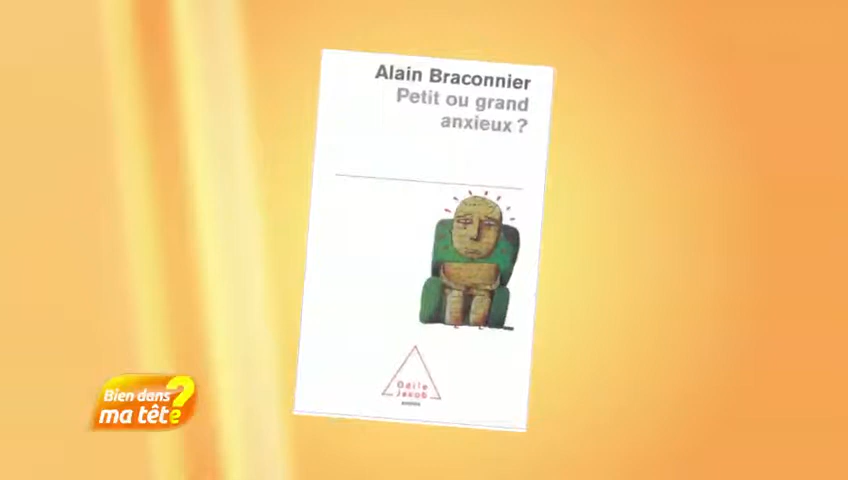 Alain Braconnier
Petit ou grand
anxieux ?
Odile
Jacob
Bien dans
ma tête ?